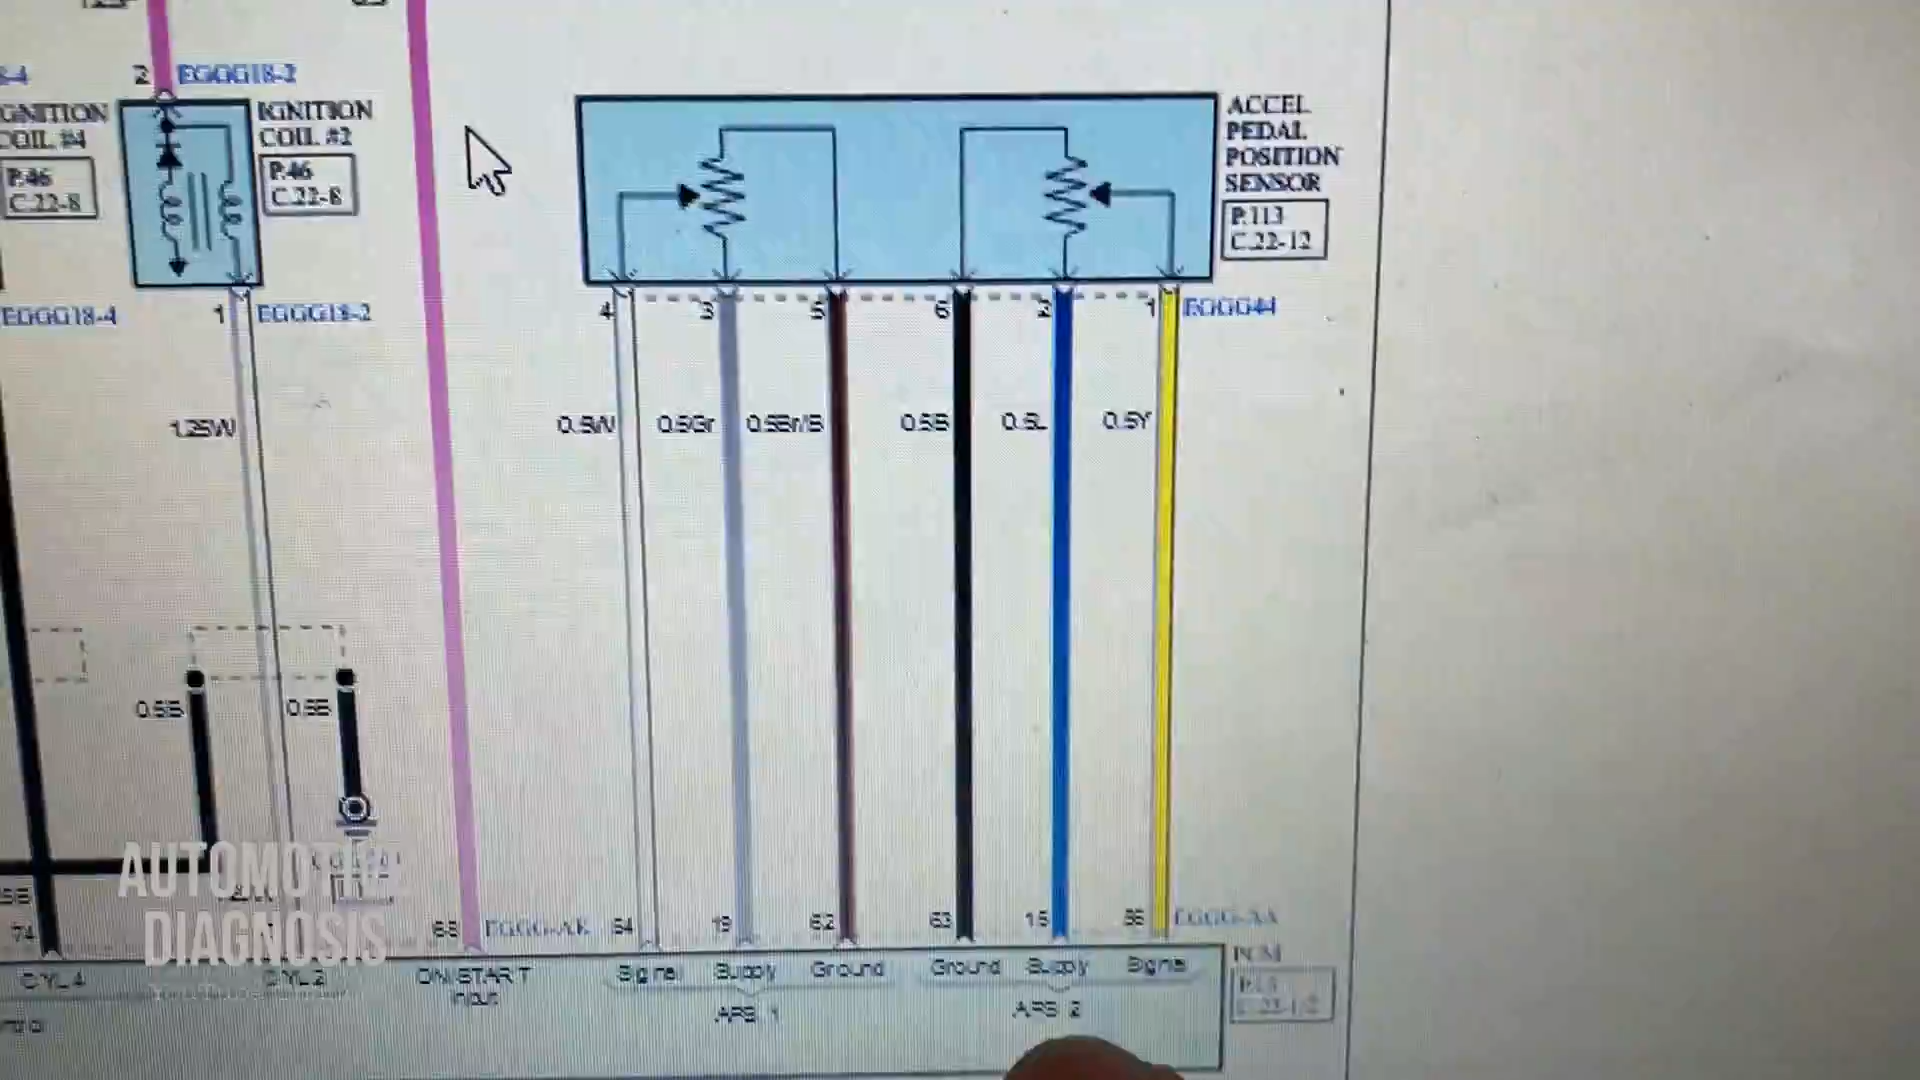 8-4
2 EGGG18-2
IGNITION
COIL #4
P.46
C.22-8
IGNITION
COIL #2
P.46
C.22-8
ACCEL
PEDAL
POSITION
SENSOR
P.113
C.22-12
EGGG18-4
1 EGGG18-2
4 3 5 6 2 1 EGGG44
1.25W
0.5W 0.5Gr 0.5Br/B 0.5B 0.5L 0.5Y
0.5B 0.5B
AUTOMOTIVE
DIAGNOSIS
74
68 EGGG-AK 54 19 62 63 15 EGGG-AA
CYL4 CYL2 ON/START
Input
Signal Supply Ground Ground Supply Signal
APS 1 APS 2
PCM